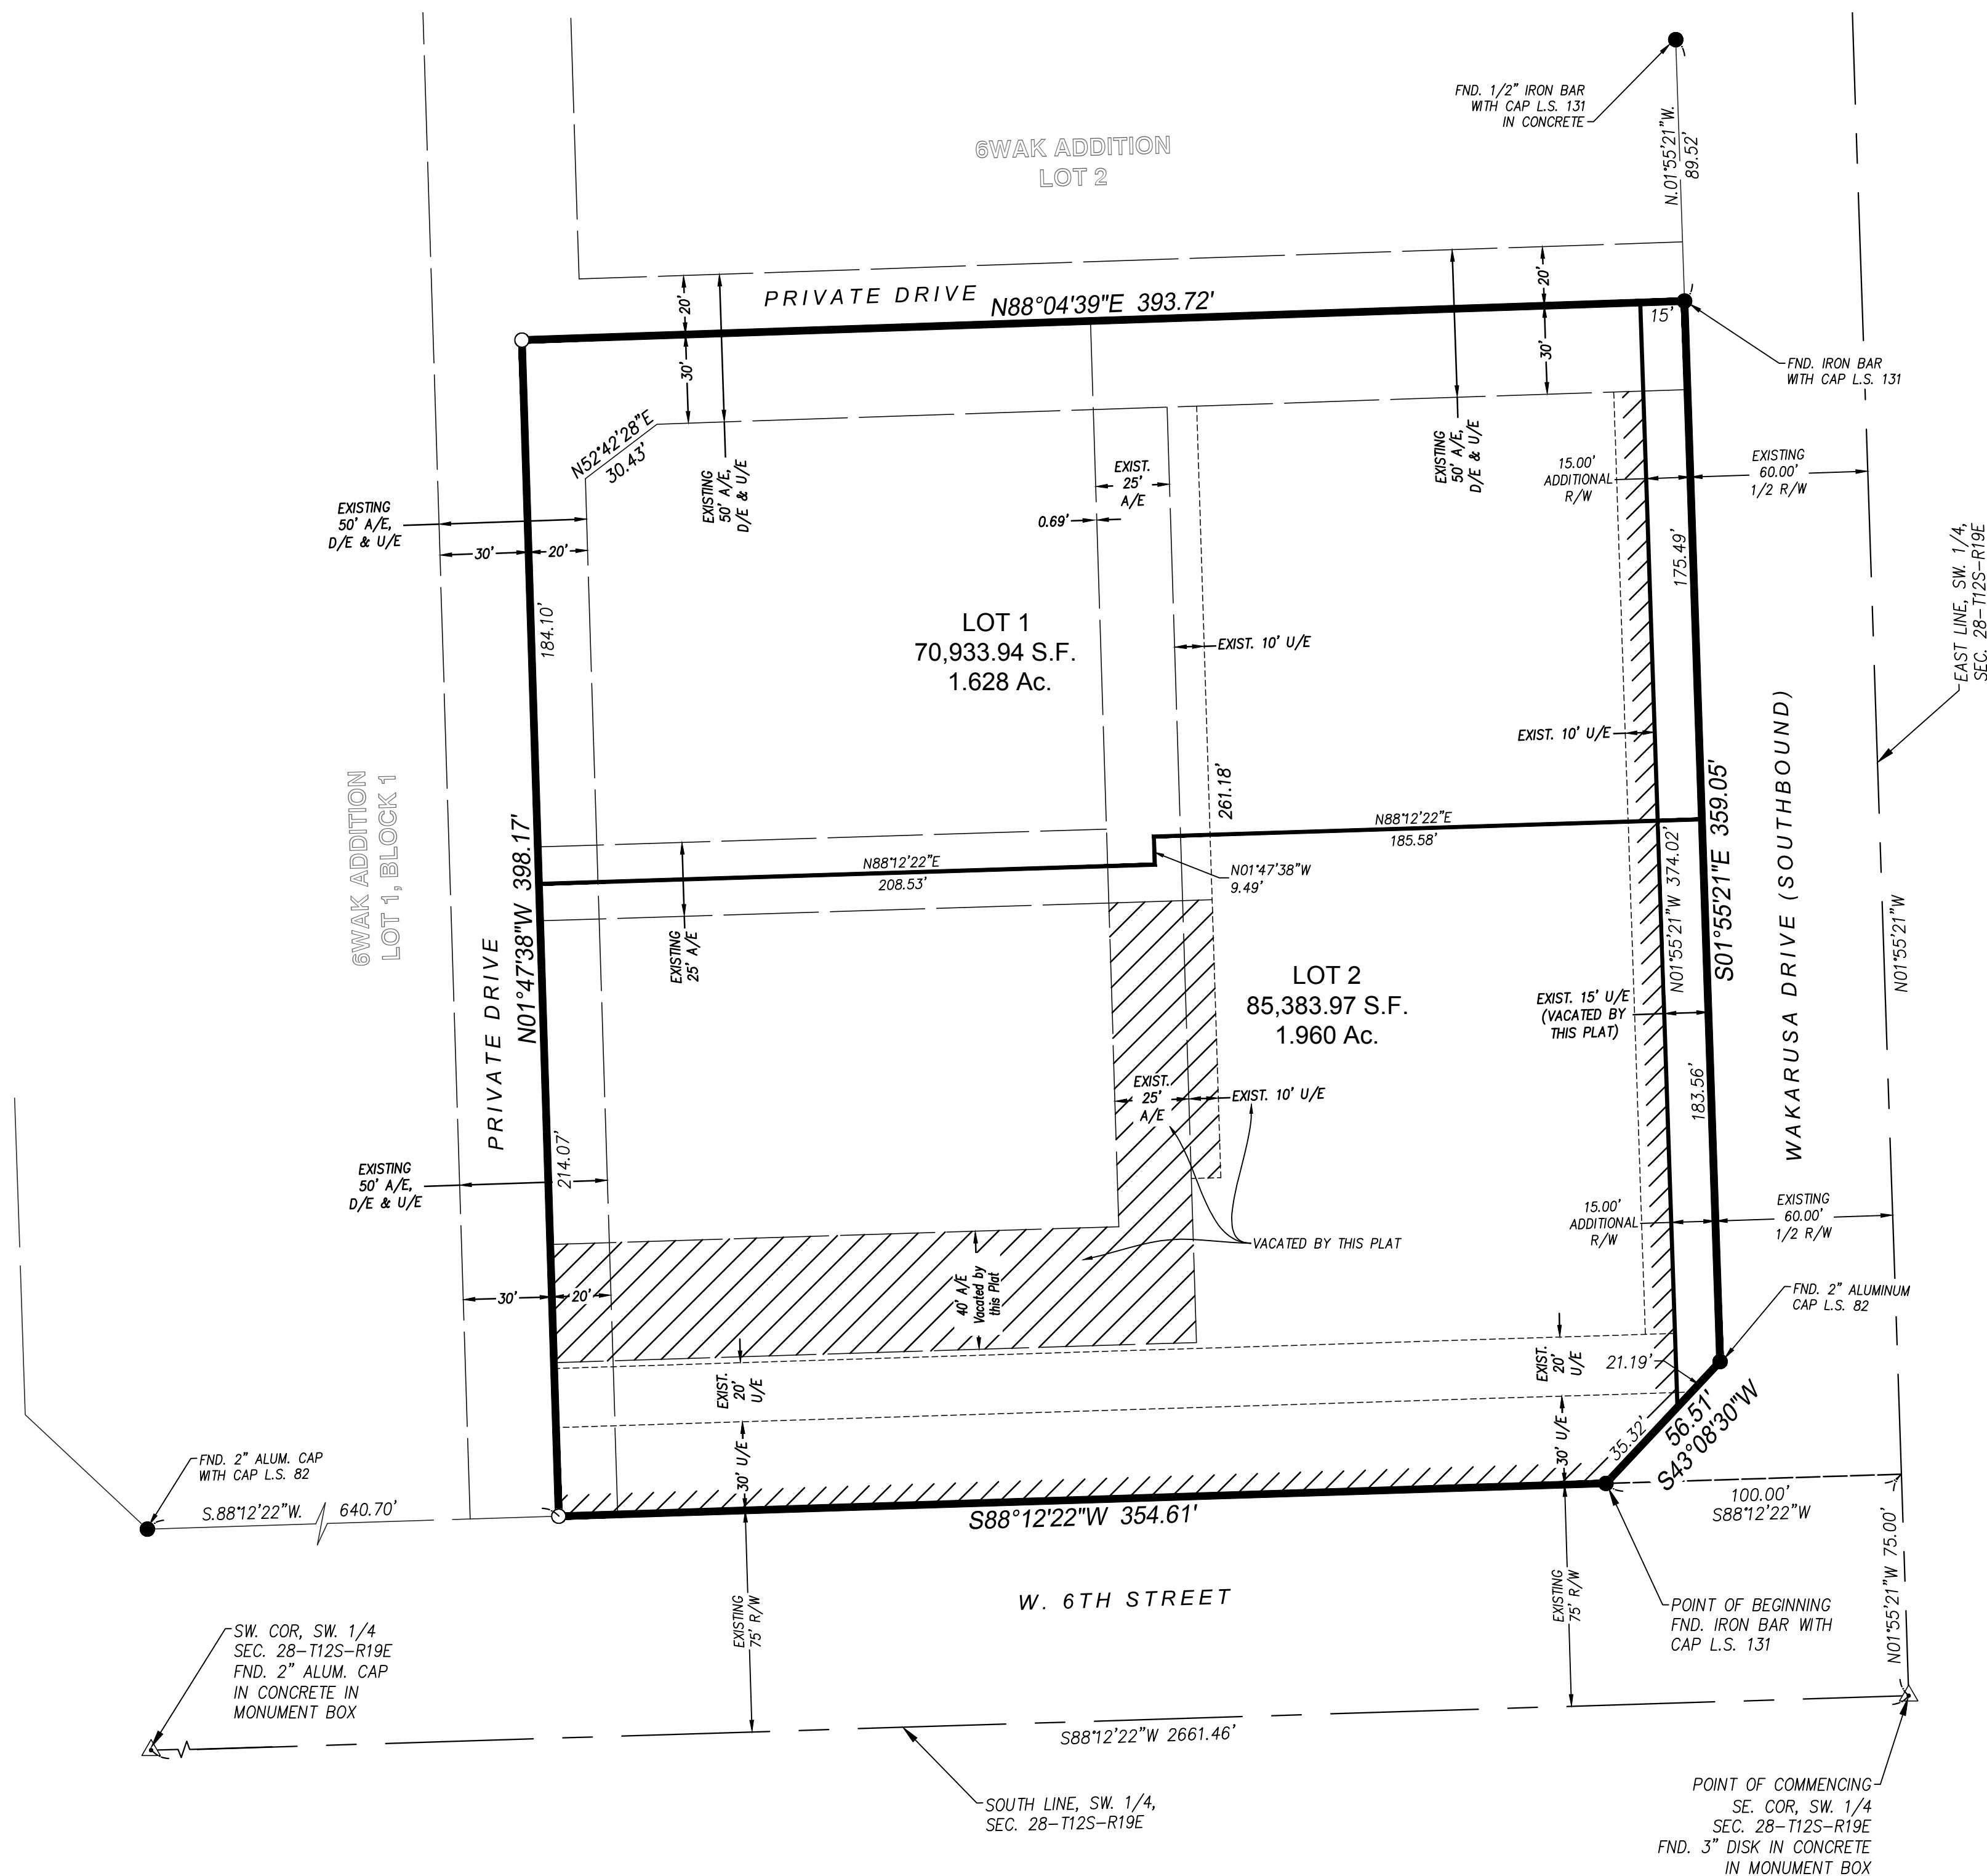 FND. 1/2" IRON BAR
WITH CAP L.S. 131
IN CONCRETE
N.01°55'21"W.
89.52'
6WAK ADDITION
LOT 2
PRIVATE DRIVE
N88°04'39"E 393.72'
20'
30'
20'
30'
15'
FND. IRON BAR
WITH CAP L.S. 131
N52°42'28"E
30.43'
EXISTING
50' A/E,
D/E & U/E
EXISTING
50' A/E,
D/E & U/E
EXIST.
25'
A/E
0.69'
15.00'
ADDITIONAL
R/W
EXISTING
60.00'
1/2 R/W
EXISTING
50' A/E,
D/E & U/E
30'
20'
184.10'
175.49'
EAST LINE, SW. 1/4,
SEC. 28-T12S-R19E
LOT 1
70,933.94 S.F.
1.628 Ac.
EXIST. 10' U/E
EXIST. 10' U/E
261.18'
6WAK ADDITION
LOT 1, BLOCK 1
PRIVATE DRIVE
N01°47'38"W 398.17'
N88°12'22"E
208.53'
N01°47'38"W
9.49'
N88°12'22"E
185.58'
N01°55'21"W 374.02'
S01°55'21"E 359.05'
WAKARUSA DRIVE (SOUTHBOUND)
N01°55'21"W
EXISTING
25' A/E
LOT 2
85,383.97 S.F.
1.960 Ac.
EXIST. 15' U/E
(VACATED BY
THIS PLAT)
EXIST.
25'
A/E
EXIST. 10' U/E
183.56'
214.07'
EXISTING
50' A/E,
D/E & U/E
15.00'
ADDITIONAL
R/W
EXISTING
60.00'
1/2 R/W
VACATED BY THIS PLAT
30'
20'
40' A/E
Vacated by
this Plat
FND. 2" ALUMINUM
CAP L.S. 82
EXIST.
20'
U/E
EXIST.
20'
U/E
21.19'
30' U/E
30' U/E
35.32'
56.51'
S43°08'30"W
FND. 2" ALUM. CAP
WITH CAP L.S. 82
S.88°12'22"W. 640.70'
S88°12'22"W 354.61'
100.00'
S88°12'22"W
N01°55'21"W 75.00'
W. 6TH STREET
EXISTING
75' R/W
EXISTING
75' R/W
POINT OF BEGINNING
FND. IRON BAR WITH
CAP L.S. 131
SW. COR, SW. 1/4
SEC. 28-T12S-R19E
FND. 2" ALUM. CAP
IN CONCRETE IN
MONUMENT BOX
S88°12'22"W 2661.46'
SOUTH LINE, SW. 1/4,
SEC. 28-T12S-R19E
POINT OF COMMENCING
SE. COR, SW. 1/4
SEC. 28-T12S-R19E
FND. 3" DISK IN CONCRETE
IN MONUMENT BOX